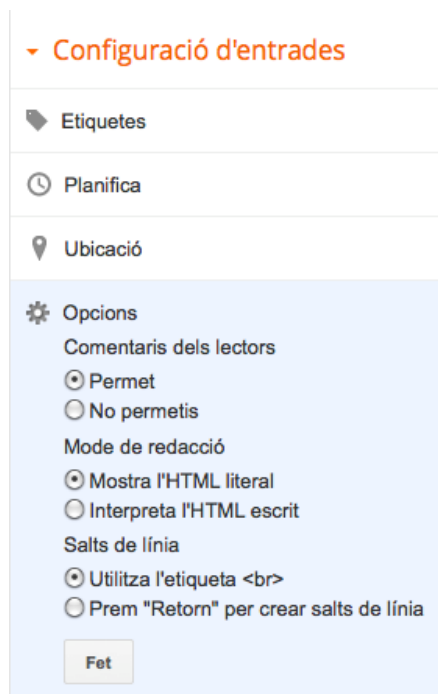 Configuració d'entrades
Etiquetes
Planifica
Ubicació
Opcions
Comentaris dels lectors
Permet
No permetis
Mode de redacció
Mostra l'HTML literal
Interpreta l'HTML escrit
Salts de línia
Utilitza l'etiqueta <br>
Prem "Retorn" per crear salts de línia
Fet